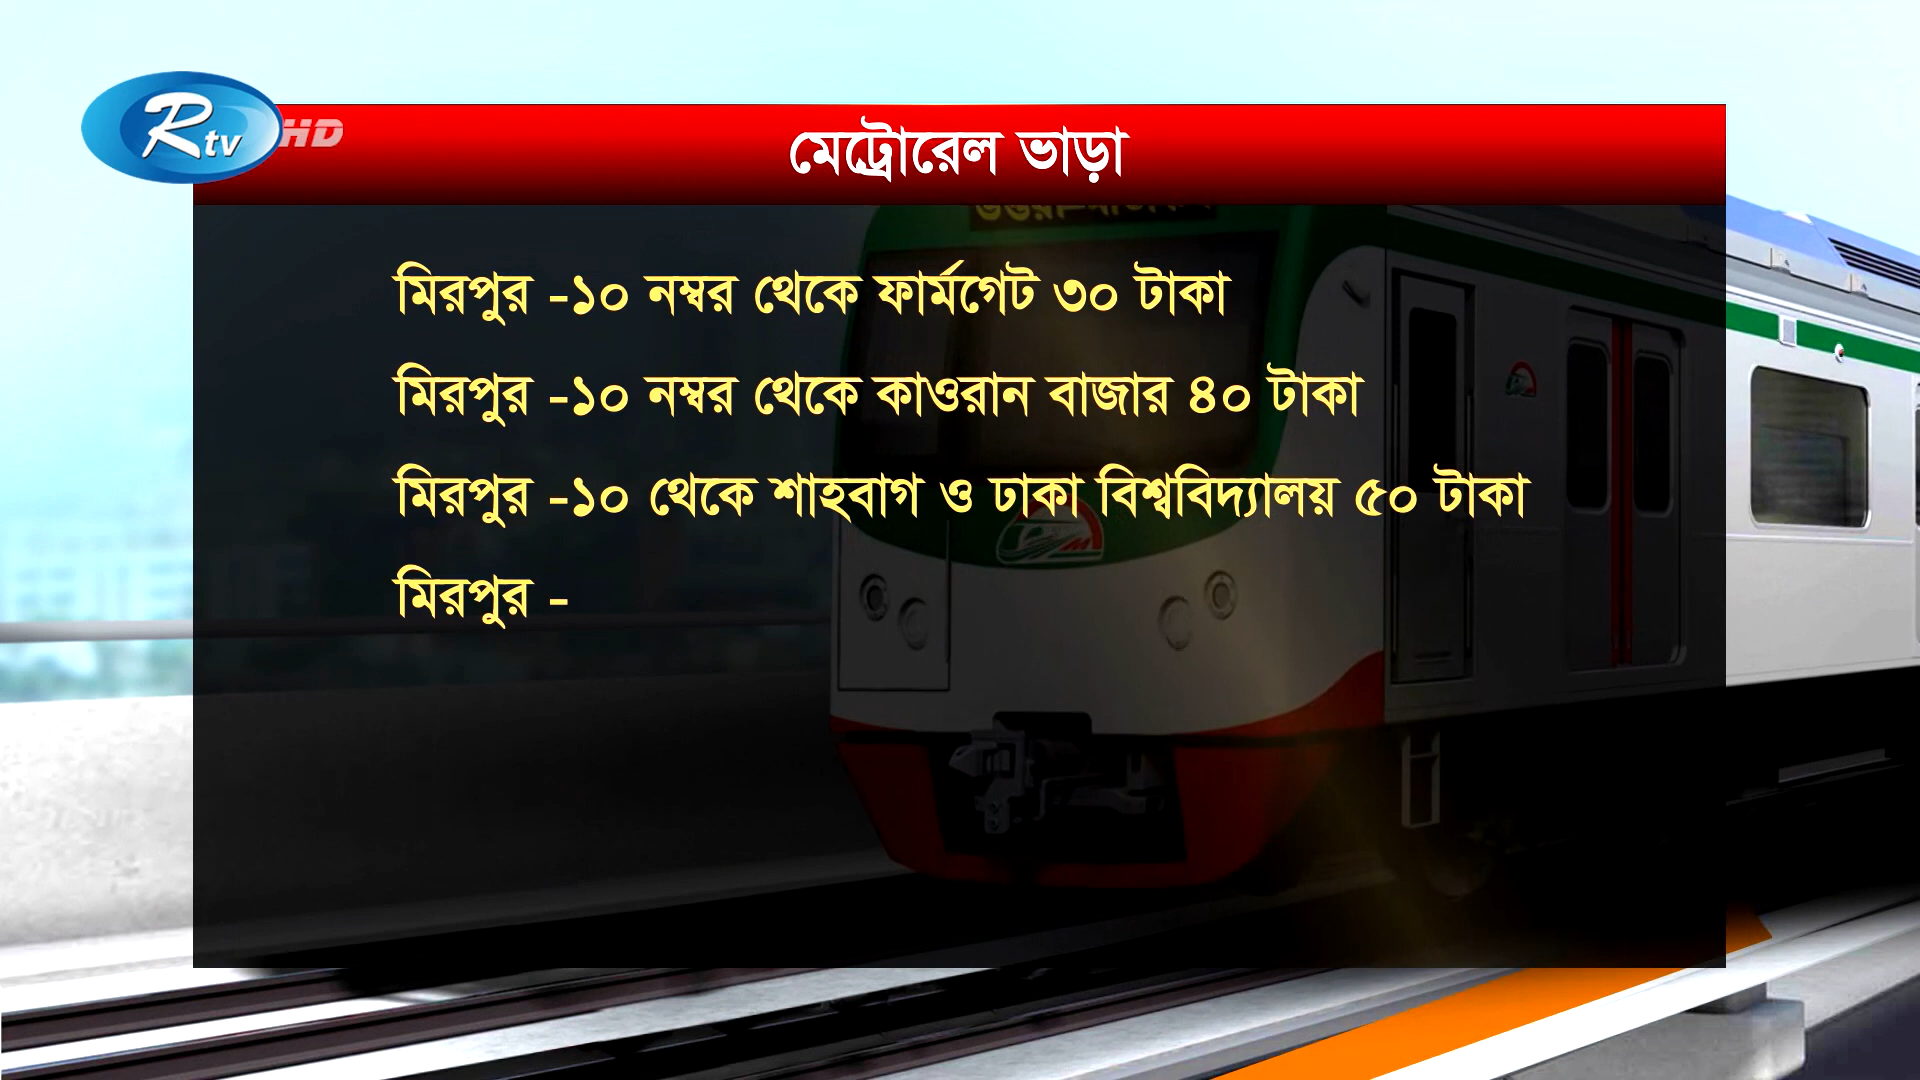 Rtv HD
মেট্রোরেল ভাড়া
মিরপুর -১০ নম্বর থেকে ফার্মগেট ৩০ টাকা
মিরপুর -১০ নম্বর থেকে কাওরান বাজার ৪০ টাকা
মিরপুর -১০ থেকে শাহবাগ ও ঢাকা বিশ্ববিদ্যালয় ৫০ টাকা
মিরপুর -